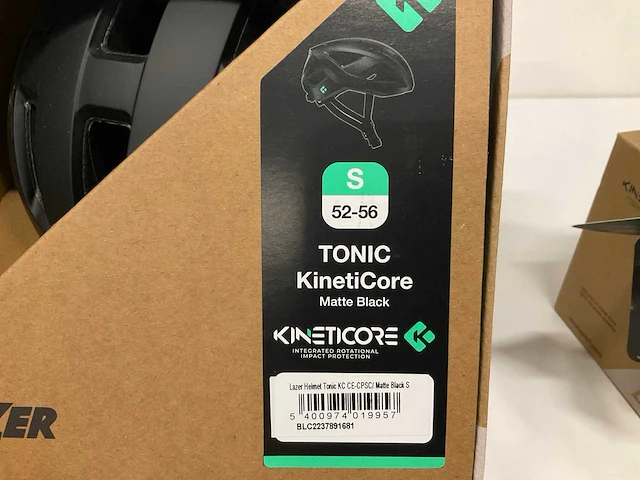 S
52-56
TONIC
KinetiCore
Matte Black
KINETICORE
INTEGRATED ROTATIONAL
IMPACT PROTECTION
Lazer Helmet Tonic KC CE-CPSC/ Matte Black S
5 400974 019957
BLC2237891681
ZER